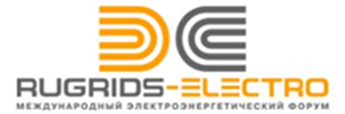 RUGRIDS-ELECTRO
МЕЖДУНАРОДНЫЙ ЭЛЕКТРОЭНЕРГЕТИЧЕСКИЙ ФОРУМ